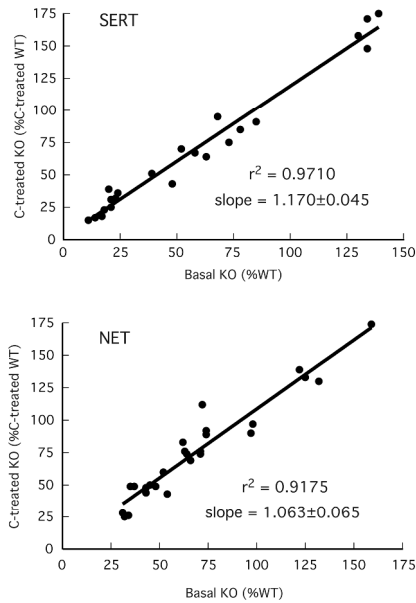 175
SERT
150
125
100
75
50
25
0
C-treated KO (%C-treated WT)
r² = 0.9710
slope = 1.170±0.045
0 25 50 75 100 125 150
Basal KO (%WT)
175
NET
150
125
100
75
50
25
0
C-treated KO (%C-treated WT)
r² = 0.9175
slope = 1.063±0.065
0 25 50 75 100 125 150 175
Basal KO (%WT)